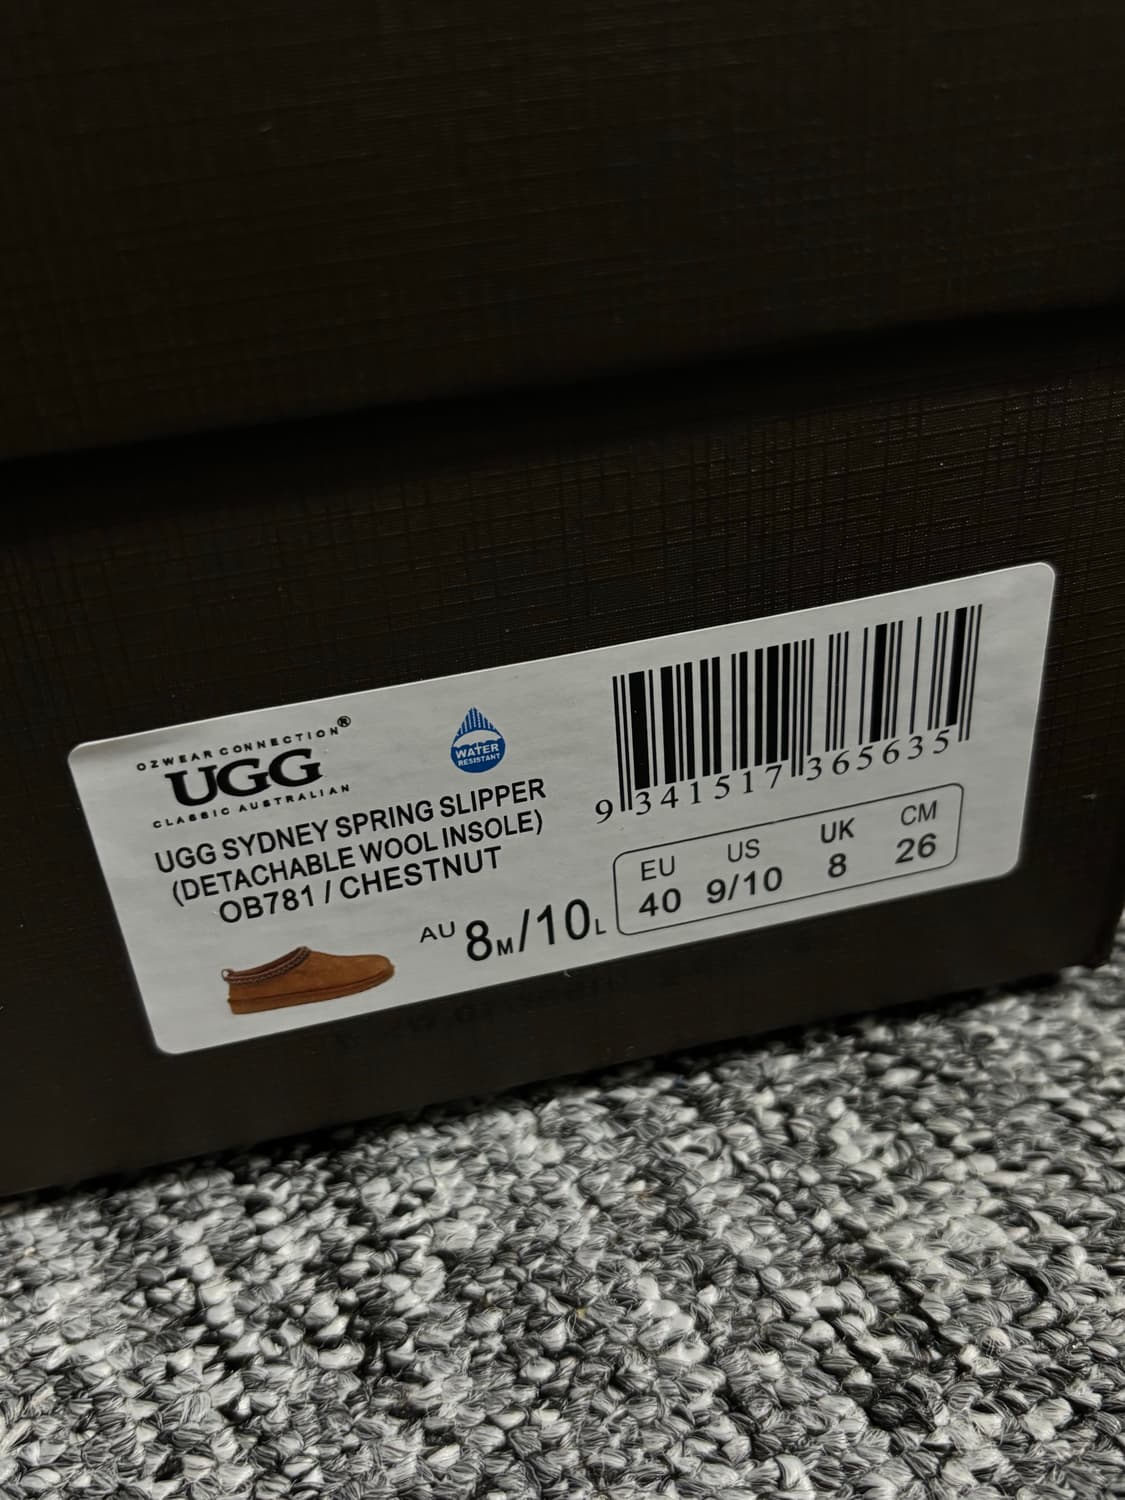 OZWEAR CONNECTION®
UGG
CLASSIC AUSTRALIAN
WATER
RESISTANT
UGG SYDNEY SPRING SLIPPER
(DETACHABLE WOOL INSOLE)
OB781 / CHESTNUT
AU 8M/10L
9 341517 365635
EU US UK CM
40 9/10 8 26